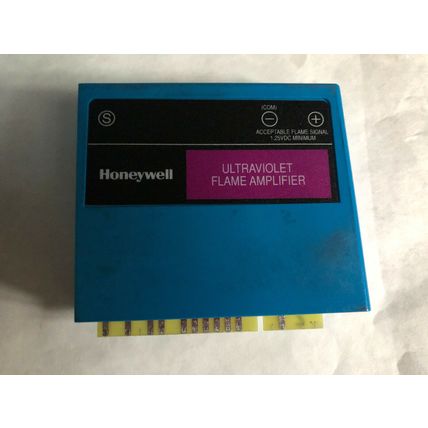 (COM)
S − +
ACCEPTABLE FLAME SIGNAL
1.25VDC MINIMUM
Honeywell
ULTRAVIOLET
FLAME AMPLIFIER